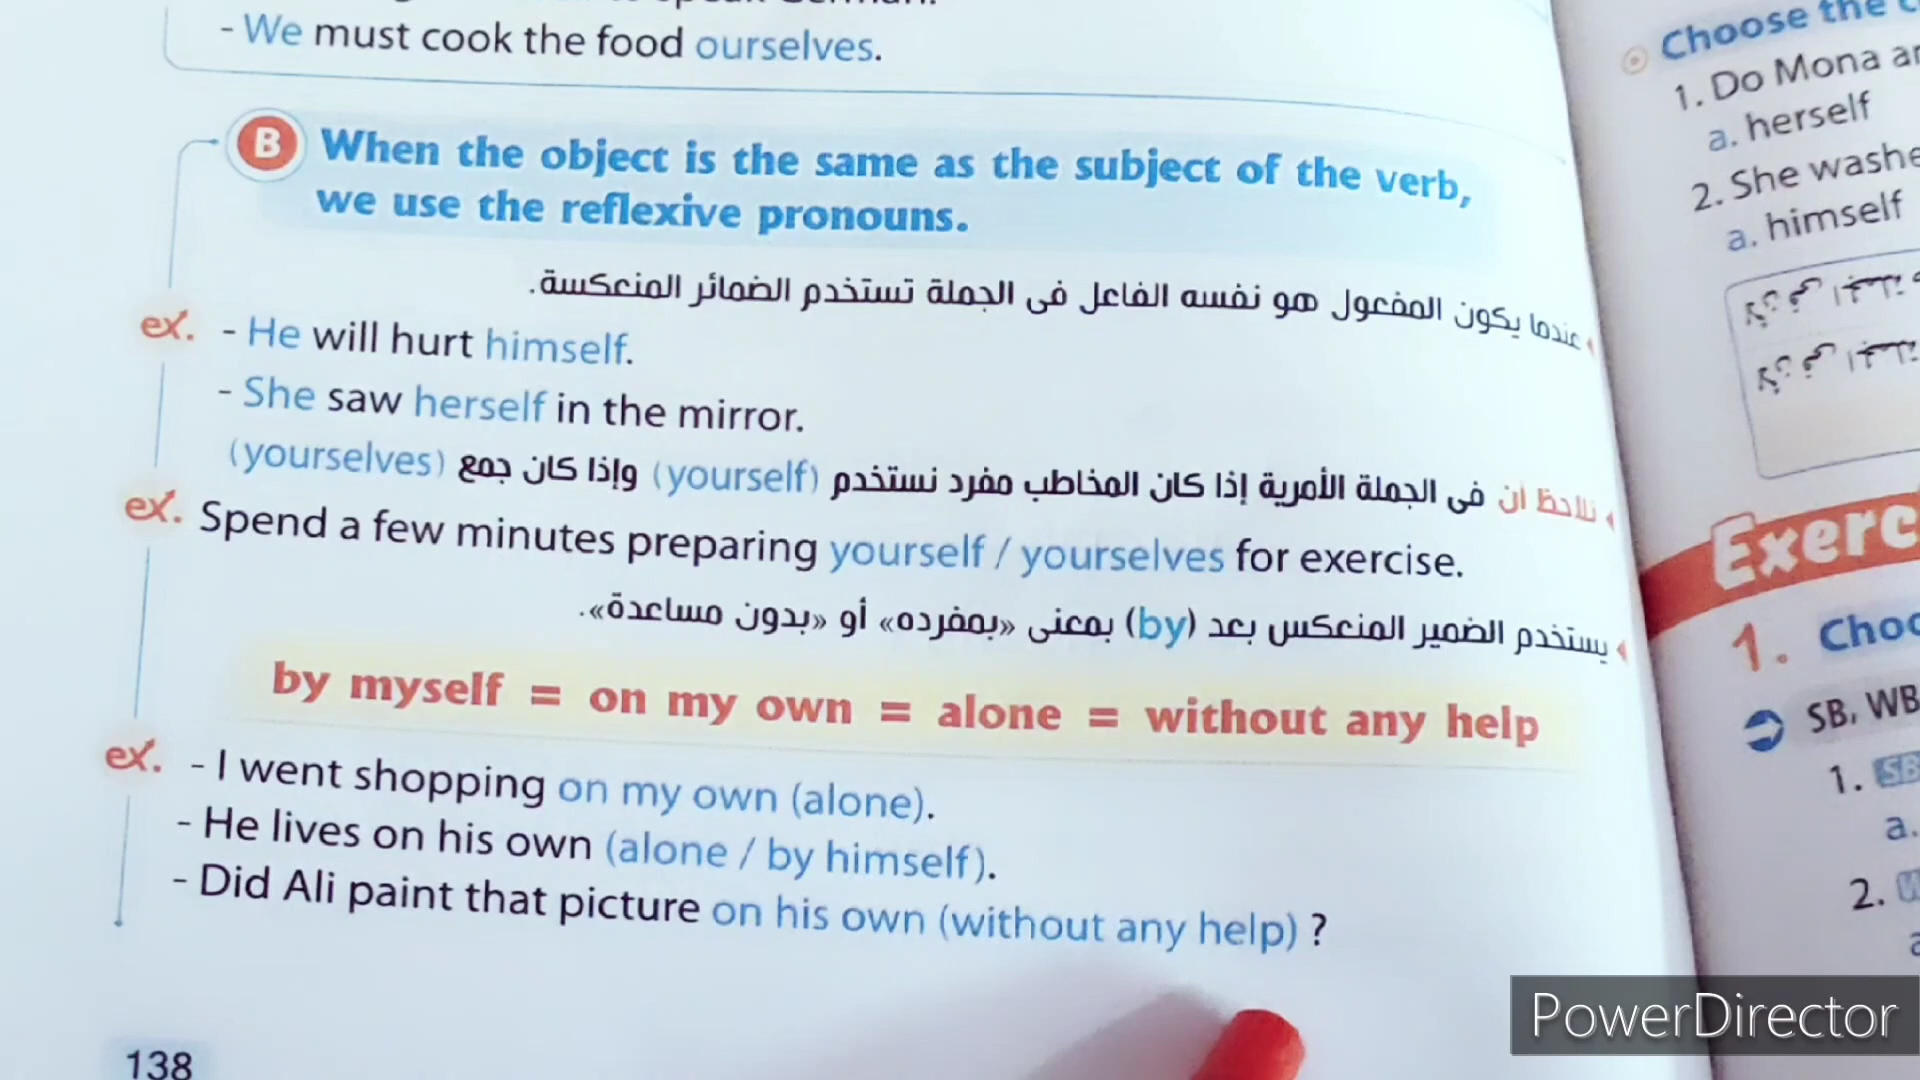 - We must cook the food ourselves.
B When the object is the same as the subject of the verb,
we use the reflexive pronouns.
عندما يكون المفعول هو نفسه الفاعل فى الجملة تستخدم الضمائر المنعكسة.
ex. - He will hurt himself.
- She saw herself in the mirror.
نلاحظ أن فى الجملة الأمرية إذا كان المخاطب مفرد نستخدم (yourself) وإذا كان جمع (yourselves)
ex. Spend a few minutes preparing yourself / yourselves for exercise.
يستخدم الضمير المنعكس بعد (by) بمعنى «بمفرده» أو «بدون مساعدة».
by myself = on my own = alone = without any help
ex. - I went shopping on my own (alone).
- He lives on his own (alone / by himself).
- Did Ali paint that picture on his own (without any help) ?
138
Choose the
1. Do Mona
a. herself
2. She
a. himself
1.
SB, WB
1. SB
a.
2.
PowerDirector